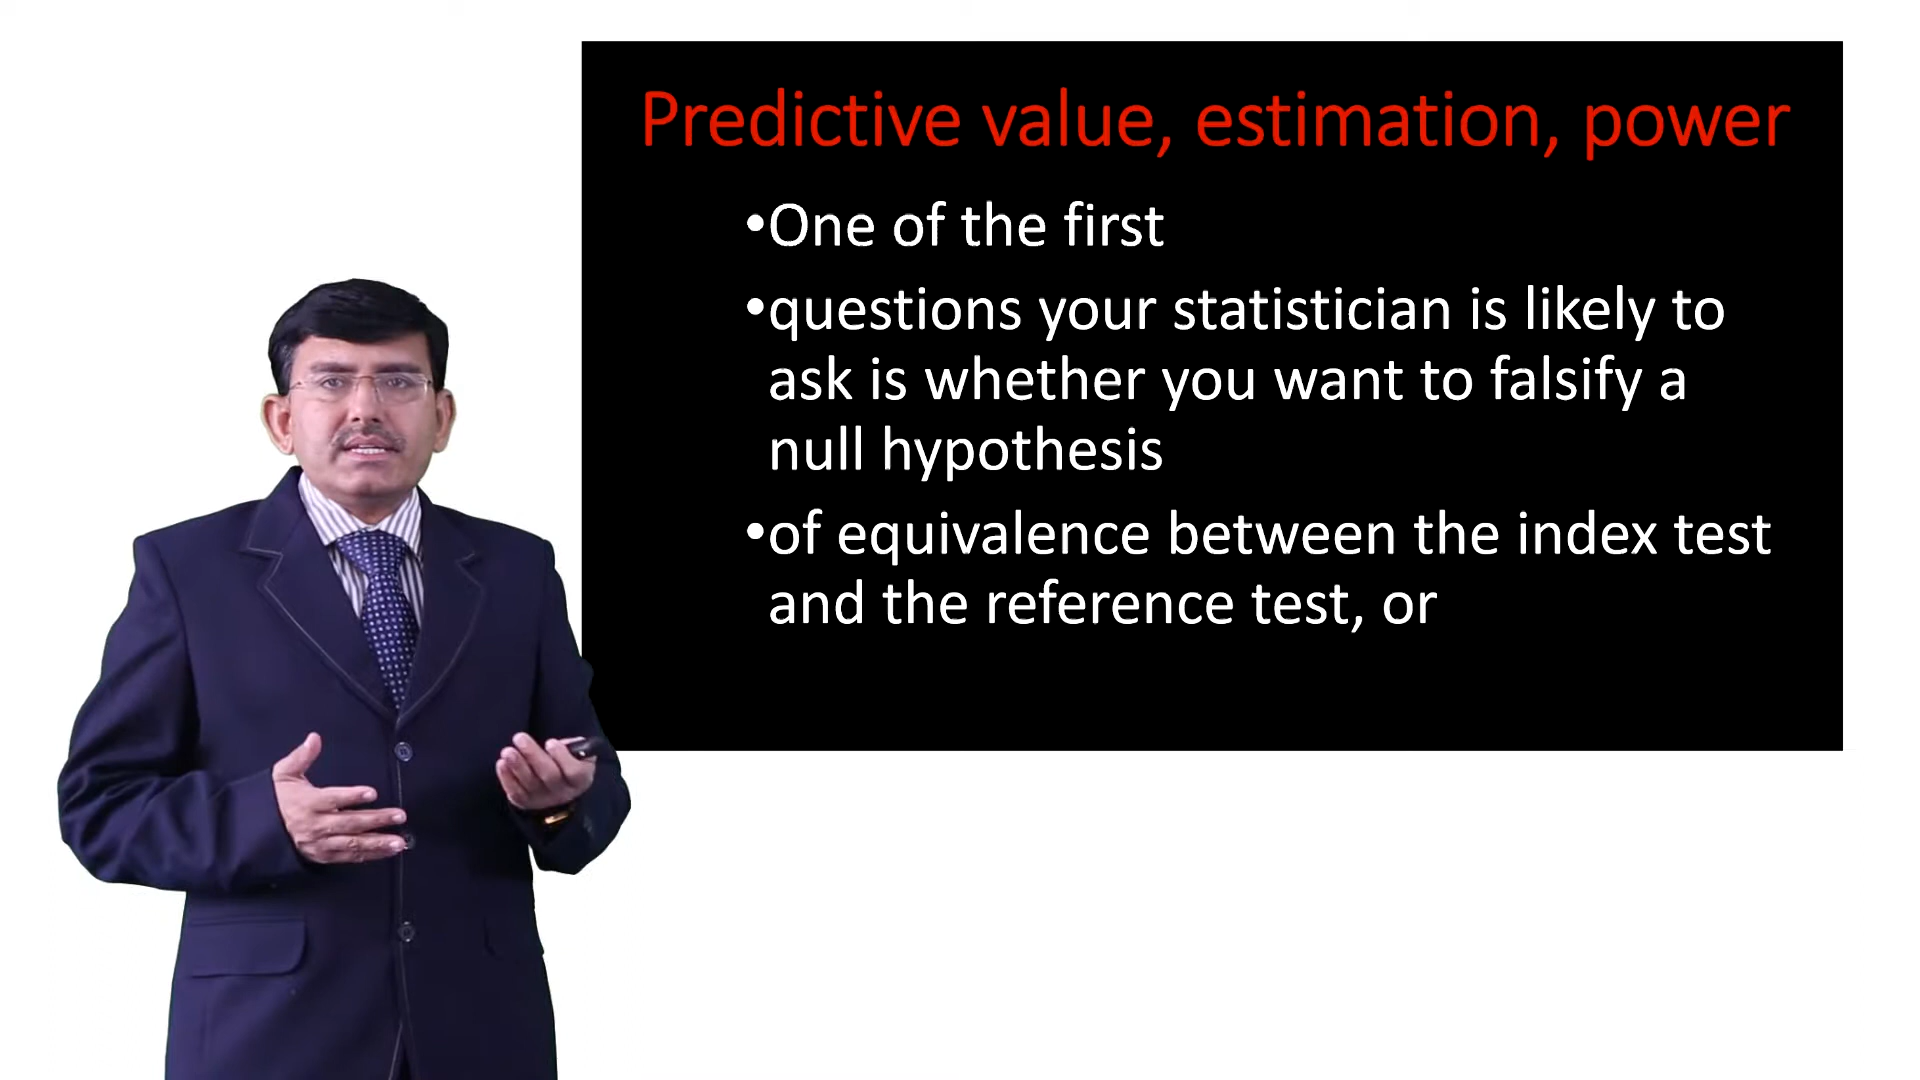 Predictive value, estimation, power
•One of the first
•questions your statistician is likely to
ask is whether you want to falsify a
null hypothesis
•of equivalence between the index test
and the reference test, or